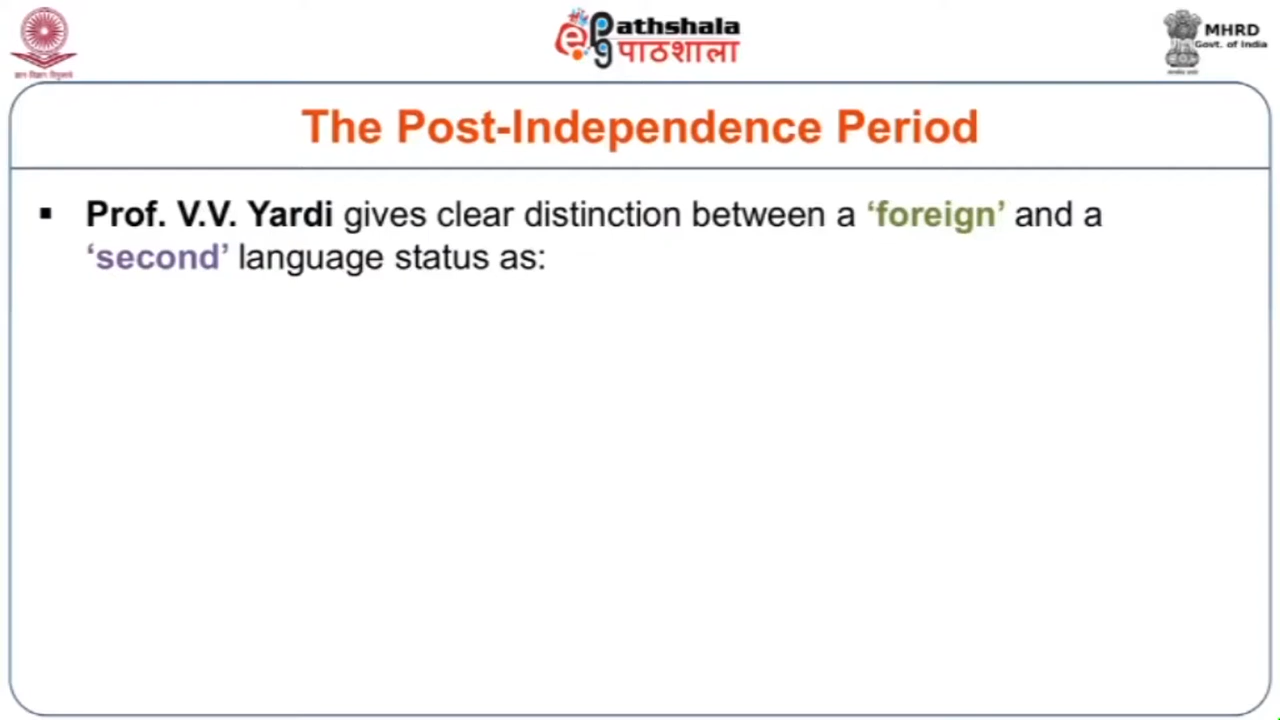 ePGpathshala
पाठशाला
MHRD
Govt. of India
The Post-Independence Period
Prof. V.V. Yardi gives clear distinction between a ‘foreign’ and a
‘second’ language status as: